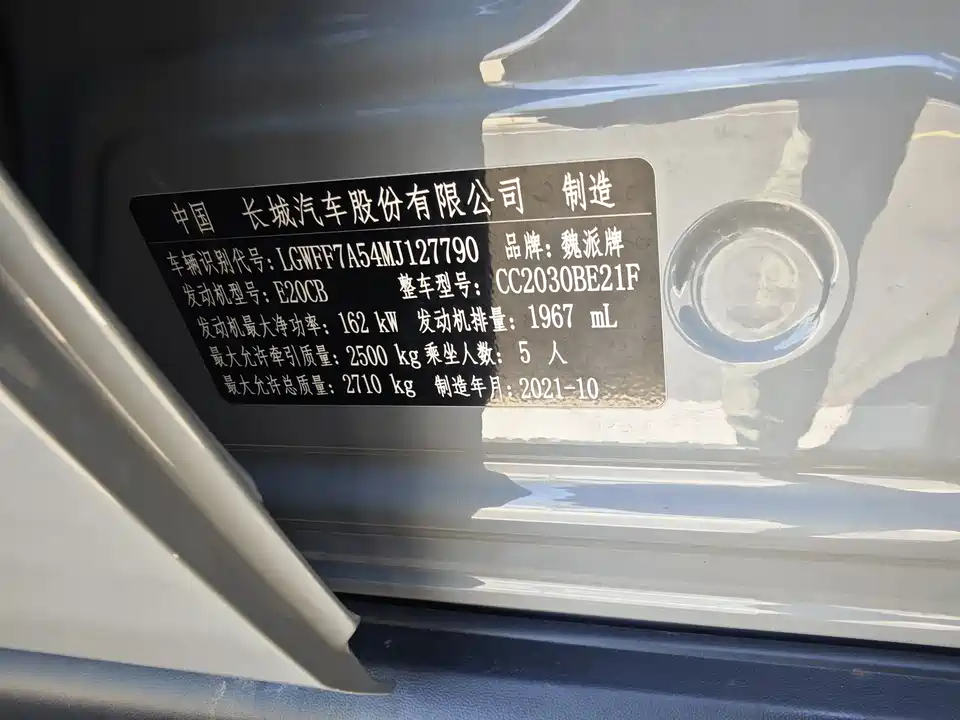 中国 长城汽车股份有限公司 制造
车辆识别代号: LGWFF7A54MJ127790 品牌: 魏派牌
发动机型号: E20CB 整车型号: CC2030BE21F
发动机最大净功率: 162 kW 发动机排量: 1967 mL
最大允许牵引质量: 2500 kg 乘坐人数: 5 人
最大允许总质量: 2710 kg 制造年月: 2021-10